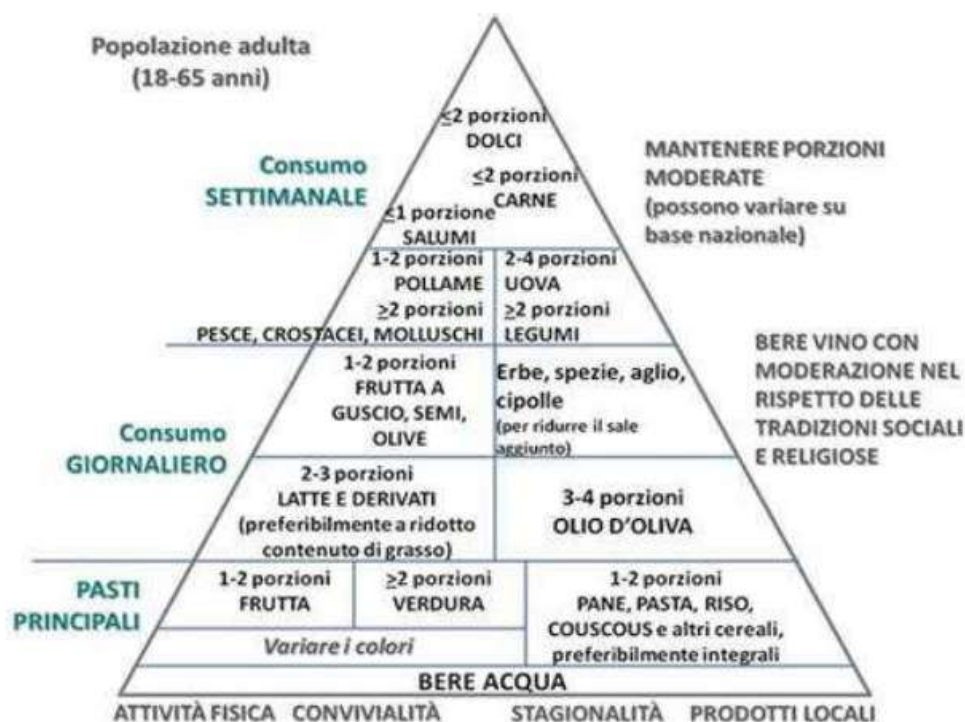 Popolazione adulta
(18-65 anni)
≤2 porzioni
DOLCI
Consumo
SETTIMANALE
≤2 porzioni
CARNE
≤1 porzione
SALUMI
MANTENERE PORZIONI
MODERATE
(possono variare su
base nazionale)
1-2 porzioni
POLLAME
≥2 porzioni
PESCE, CROSTACEI, MOLLUSCHI
2-4 porzioni
UOVA
≥2 porzioni
LEGUMI
BERE VINO CON
MODERAZIONE NEL
RISPETTO DELLE
TRADIZIONI SOCIALI
E RELIGIOSE
Consumo
GIORNALIERO
1-2 porzioni
FRUTTA A
GUSCIO, SEMI,
OLIVE
Erbe, spezie, aglio,
cipolle
(per ridurre il sale
aggiunto)
2-3 porzioni
LATTE E DERIVATI
(preferibilmente a ridotto
contenuto di grasso)
3-4 porzioni
OLIO D'OLIVA
PASTI
PRINCIPALI
1-2 porzioni
FRUTTA
≥2 porzioni
VERDURA
Variare i colori
1-2 porzioni
PANE, PASTA, RISO,
COUSCOUS e altri cereali,
preferibilmente integrali
BERE ACQUA
ATTIVITÀ FISICA CONVIVIALITÀ STAGIONALITÀ PRODOTTI LOCALI